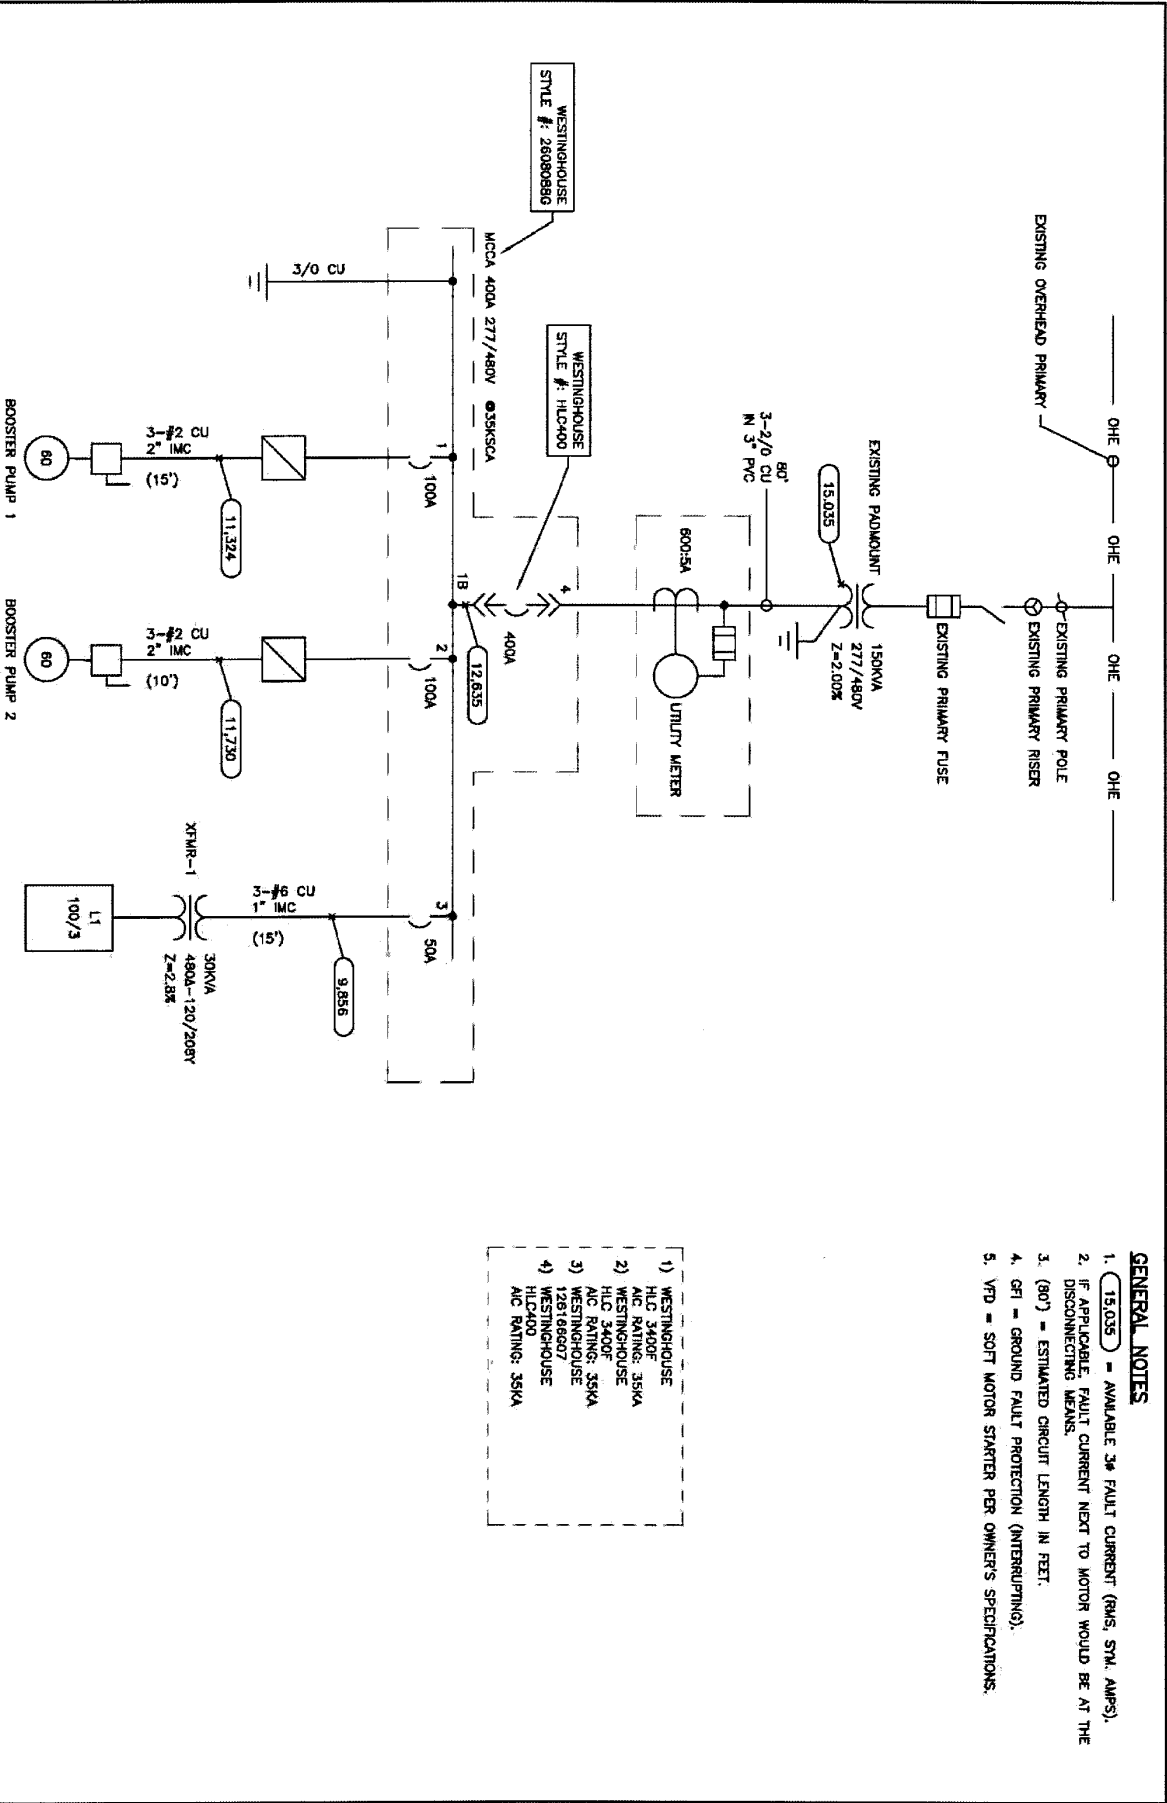 OHE
OHE
OHE
OHE
EXISTING OVERHEAD PRIMARY
EXISTING PRIMARY POLE
EXISTING PRIMARY RISER
EXISTING PRIMARY FUSE
EXISTING PADMOUNT
150KVA
277/480V
Z=2.00%
15,035
80'
3-2/0 CU
IN 3" PVC
600:5A
UTILITY METER
WESTINGHOUSE
STYLE #: HLC400
4
400A
1B
12,635
WESTINGHOUSE
STYLE #: 2608D88G
MCCA 400A 277/480V @35KSCA
3/0 CU
1
100A
2
100A
3
50A
3-#2 CU
2" IMC
(15')
11,324
60
BOOSTER PUMP 1
3-#2 CU
2" IMC
(10')
11,730
60
BOOSTER PUMP 2
3-#6 CU
1" IMC
(15')
9,856
XFMR-1
30KVA
480Δ-120/208Y
Z=2.8%
L1
100/3
GENERAL NOTES
1. 15,035 = AVAILABLE 3ø FAULT CURRENT (RMS, SYM. AMPS).
2. IF APPLICABLE, FAULT CURRENT NEXT TO MOTOR WOULD BE AT THE
DISCONNECTING MEANS.
3. (80') = ESTIMATED CIRCUIT LENGTH IN FEET.
4. GFI = GROUND FAULT PROTECTION (INTERRUPTING).
5. VFD = SOFT MOTOR STARTER PER OWNER'S SPECIFICATIONS.
1) WESTINGHOUSE
HLC 3400F
AIC RATING: 35KA
2) WESTINGHOUSE
HLC 3400F
AIC RATING: 35KA
3) WESTINGHOUSE
126166G07
4) WESTINGHOUSE
HLC400
AIC RATING: 35KA